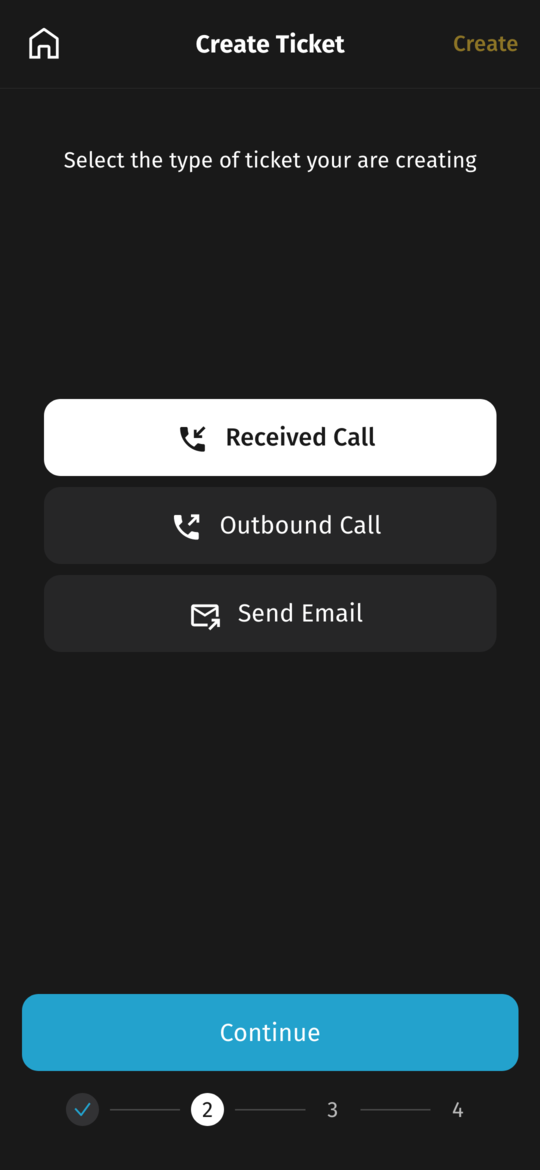 Create Ticket
Create
Select the type of ticket your are creating
Received Call
Outbound Call
Send Email
Continue
2
3
4